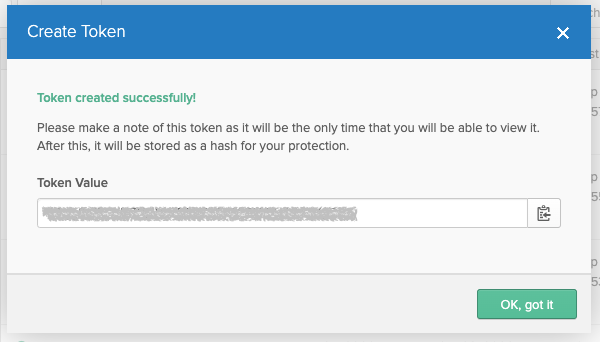 Create Token
Token created successfully!
Please make a note of this token as it will be the only time that you will be able to view it.
After this, it will be stored as a hash for your protection.
Token Value
OK, got it